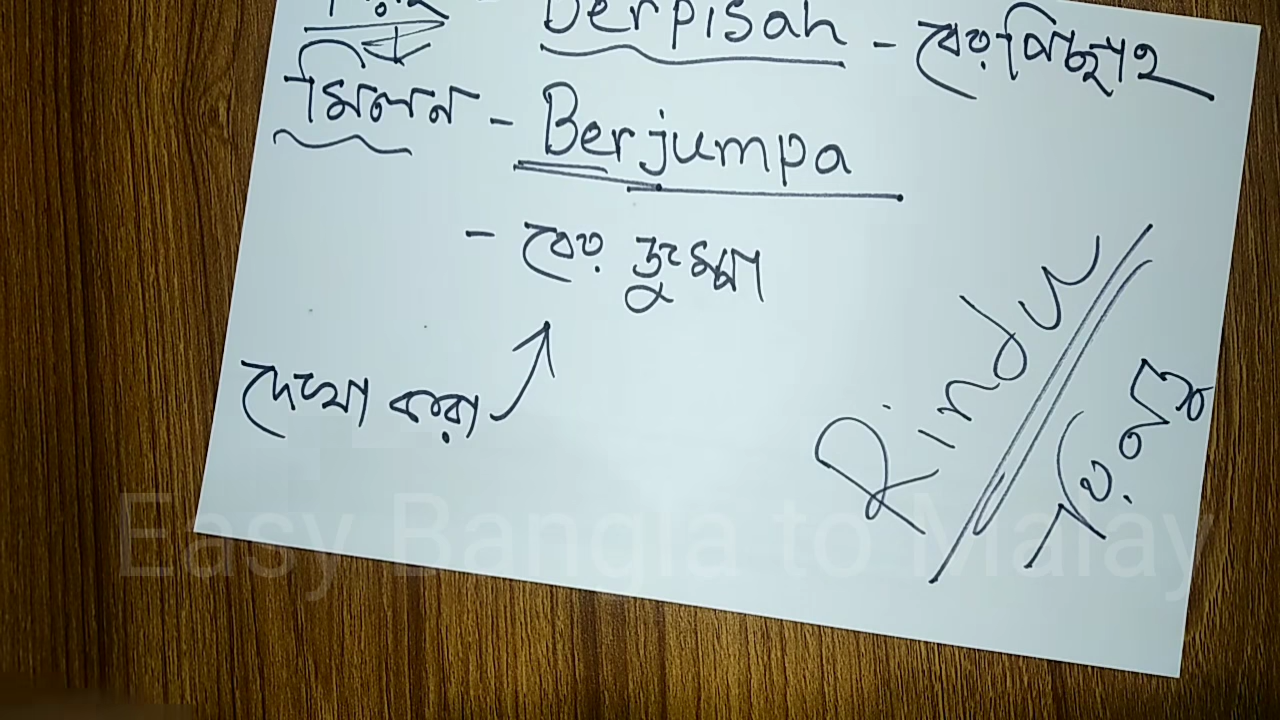 Berpisah - বের পিছাহ
মিলন - Berjumpa
- বের জুম্মা
দেখা করা
Rindu
Easy Bangla to Malay